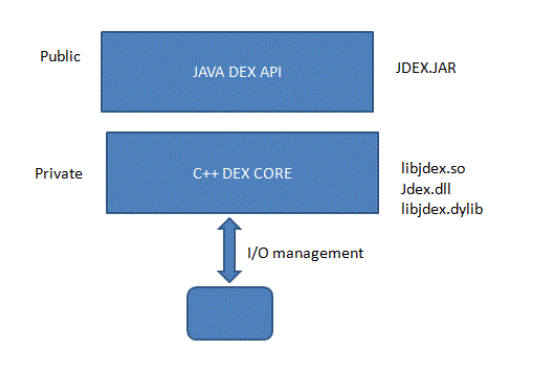 Public
JAVA DEX API
JDEX.JAR
Private
C++ DEX CORE
libjdex.so
Jdex.dll
libjdex.dylib
I/O management